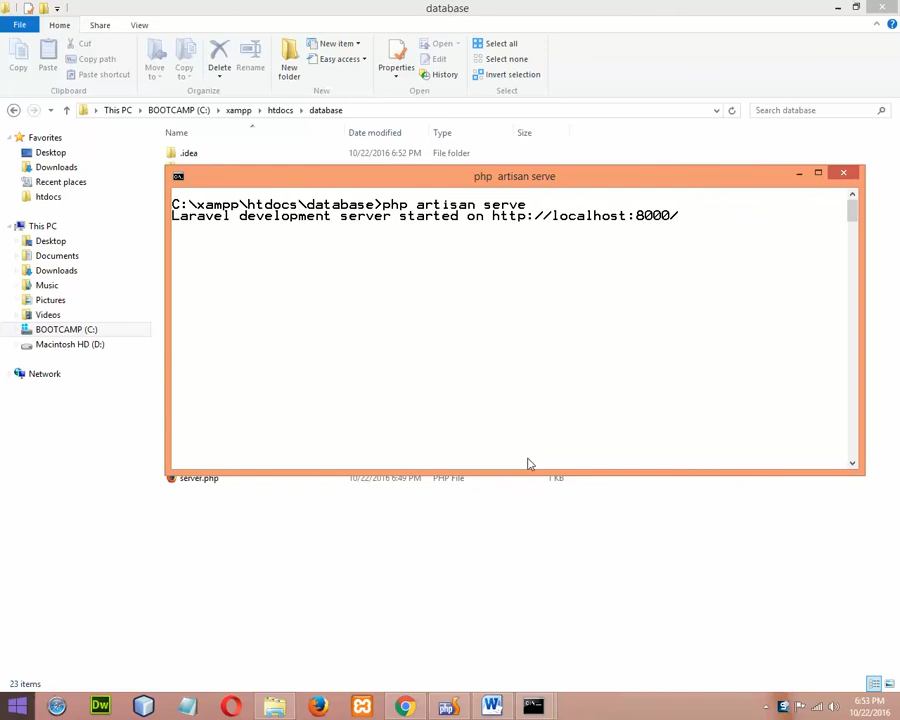 database
File Home Share View
Copy
Paste
Cut
Copy path
Paste shortcut
Move to
Copy to
Delete
Rename
New folder
New item
Easy access
Properties
Open
Edit
History
Select all
Select none
Invert selection
Clipboard Organize New Open Select
This PC BOOTCAMP (C:) xampp htdocs database
Search database
Name Date modified Type Size
.idea 10/22/2016 6:52 PM File folder
Favorites
Desktop
Downloads
Recent places
htdocs
This PC
Desktop
Documents
Downloads
Music
Pictures
Videos
BOOTCAMP (C:)
Macintosh HD (D:)
Network
php artisan serve
C:\xampp\htdocs\database>php artisan serve
Laravel development server started on http://localhost:8000/
server.php 10/22/2016 6:49 PM PHP File 1 KB
23 items
6:53 PM
10/22/2016